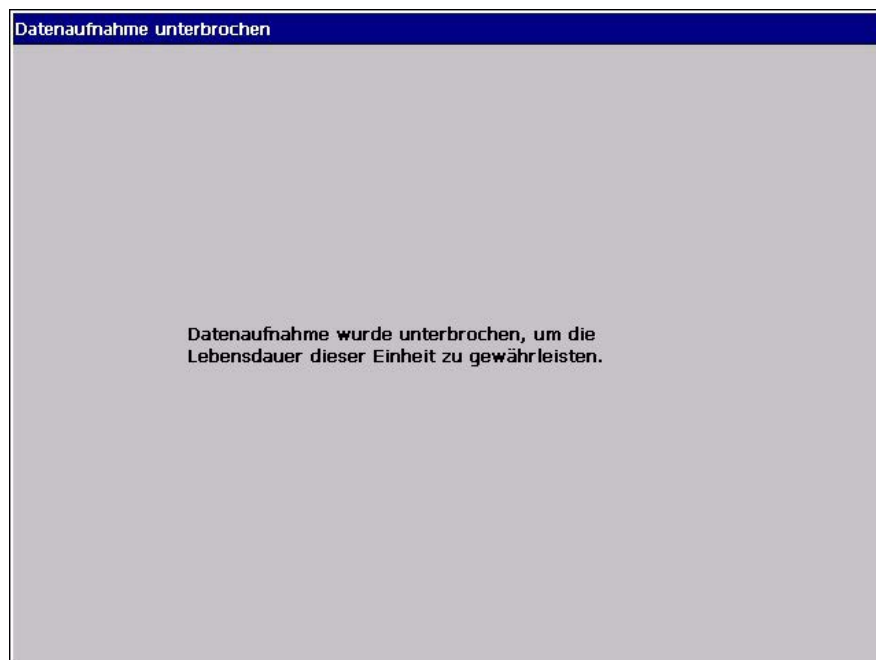 Datenaufnahme unterbrochen
Datenaufnahme wurde unterbrochen, um die
Lebensdauer dieser Einheit zu gewährleisten.